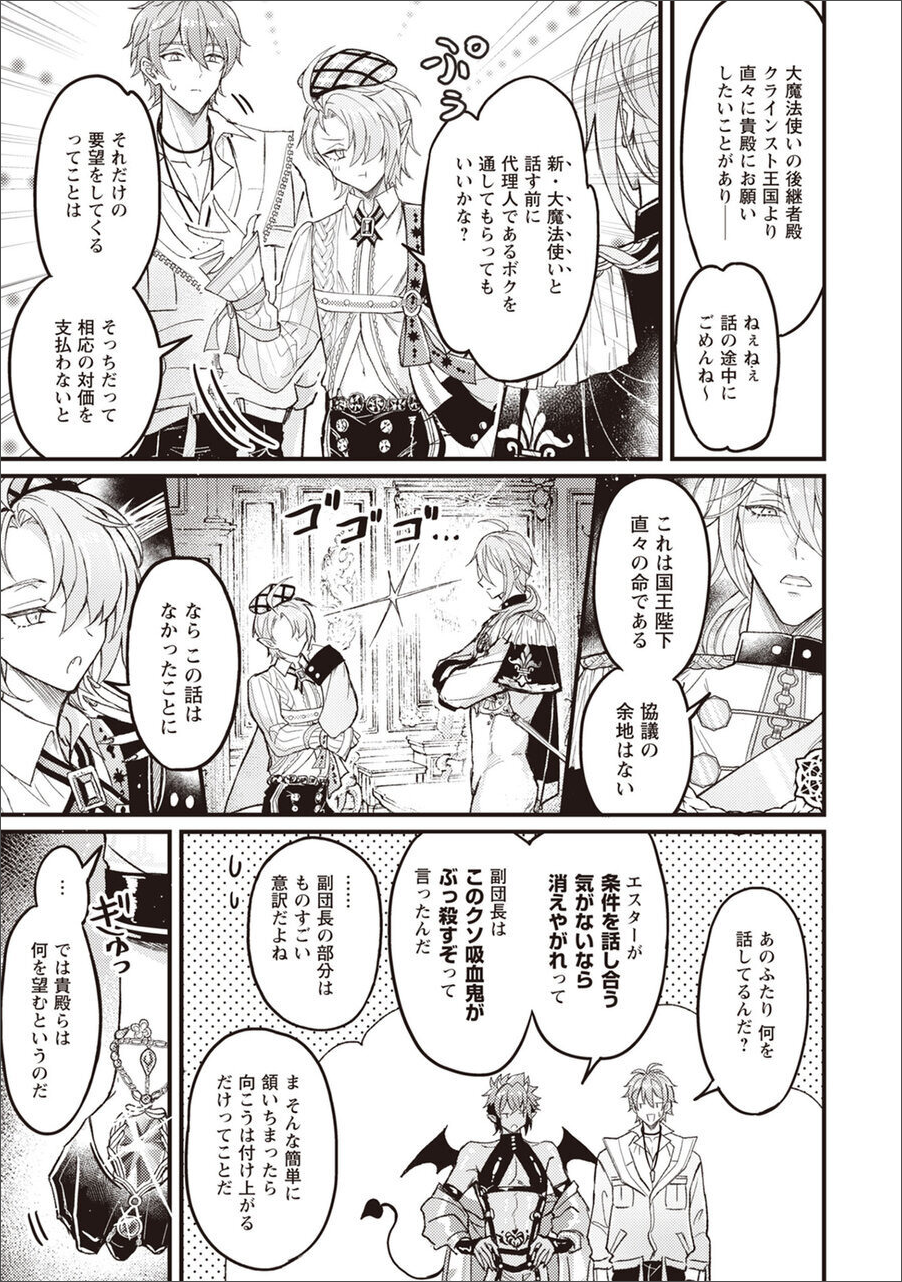 大魔法使いの後継者殿
クラインスト王国より
直々に貴殿にお願い
したいことがあり――
ねぇねぇ
話の途中に
ごめんね～
新・大魔法使いと
話す前に
代理人であるボクを
通してもらっても
いいかな?
ぷぅ
それだけの
要望をしてくる
ってことは
そっちだって
相応の対価を
支払わないと
これは国王陛下
直々の命である
協議の
余地はない
ゴゴゴ…
なら この話は
なかったことに
あのふたり 何を
話してるんだ?
エスターが
条件を話し合う
気がないなら
消えやがれって
副団長は
このクソ吸血鬼が
ぶっ殺すぞって
言ったんだ
……
副団長の部分は
ものすごい
意訳だよね
ま そんな簡単に
頷いちまったら
向こうは付け上がる
だけってことだ
ぎゅっ
…
では貴殿らは
何を望むというのだ